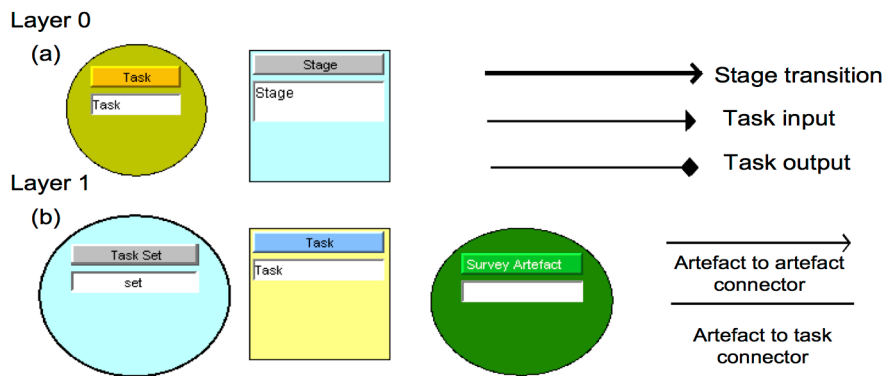 Layer 0
(a)
Task
Task
Stage
Stage
Stage transition
Task input
Task output
Layer 1
(b)
Task Set
set
Task
Task
Survey Artefact
Artefact to artefact
connector
Artefact to task
connector